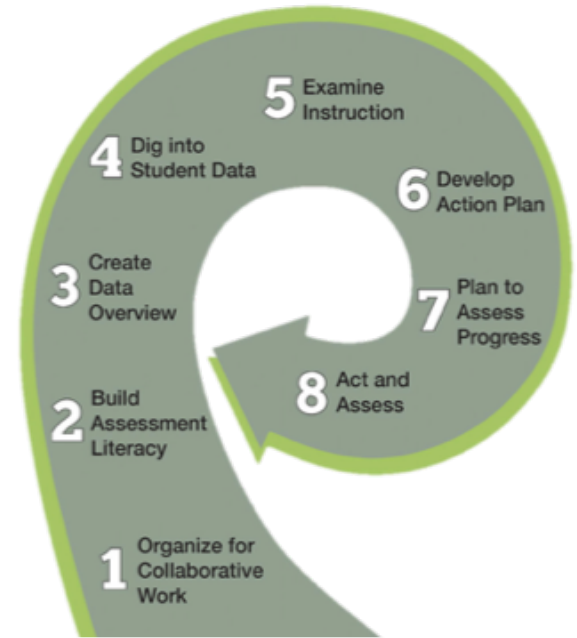 1 Organize for
Collaborative
Work
2 Build
Assessment
Literacy
3 Create
Data
Overview
4 Dig into
Student Data
5 Examine
Instruction
6 Develop
Action Plan
7 Plan to
Assess
Progress
8 Act and
Assess